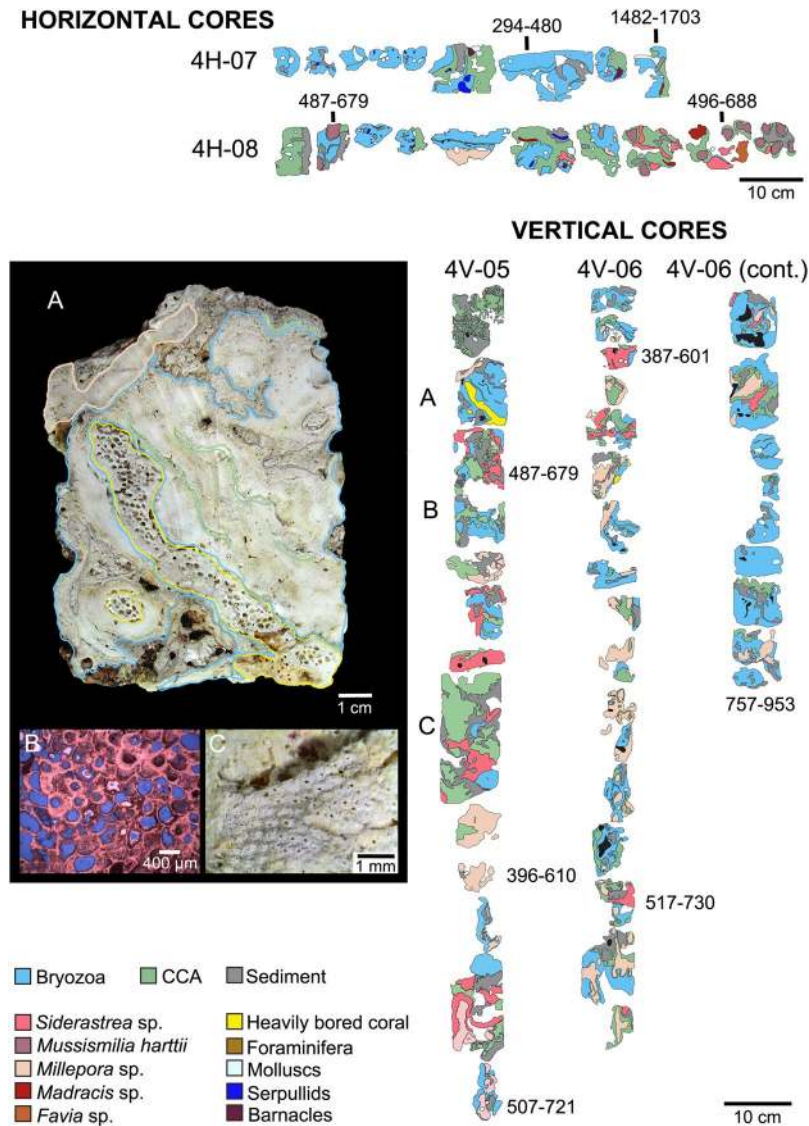 HORIZONTAL CORES
294-480
1482-1703
4H-07
487-679
496-688
4H-08
10 cm
VERTICAL CORES
4V-05 4V-06 4V-06 (cont.)
A
387-601
A
487-679
B
1 cm
757-953
C
B
C
400 µm
1 mm
396-610
517-730
Bryozoa CCA Sediment
Siderastrea sp. Heavily bored coral
Mussismilia harttii Foraminifera
Millepora sp. Molluscs
Madracis sp. Serpullids
Favia sp. Barnacles
507-721
10 cm